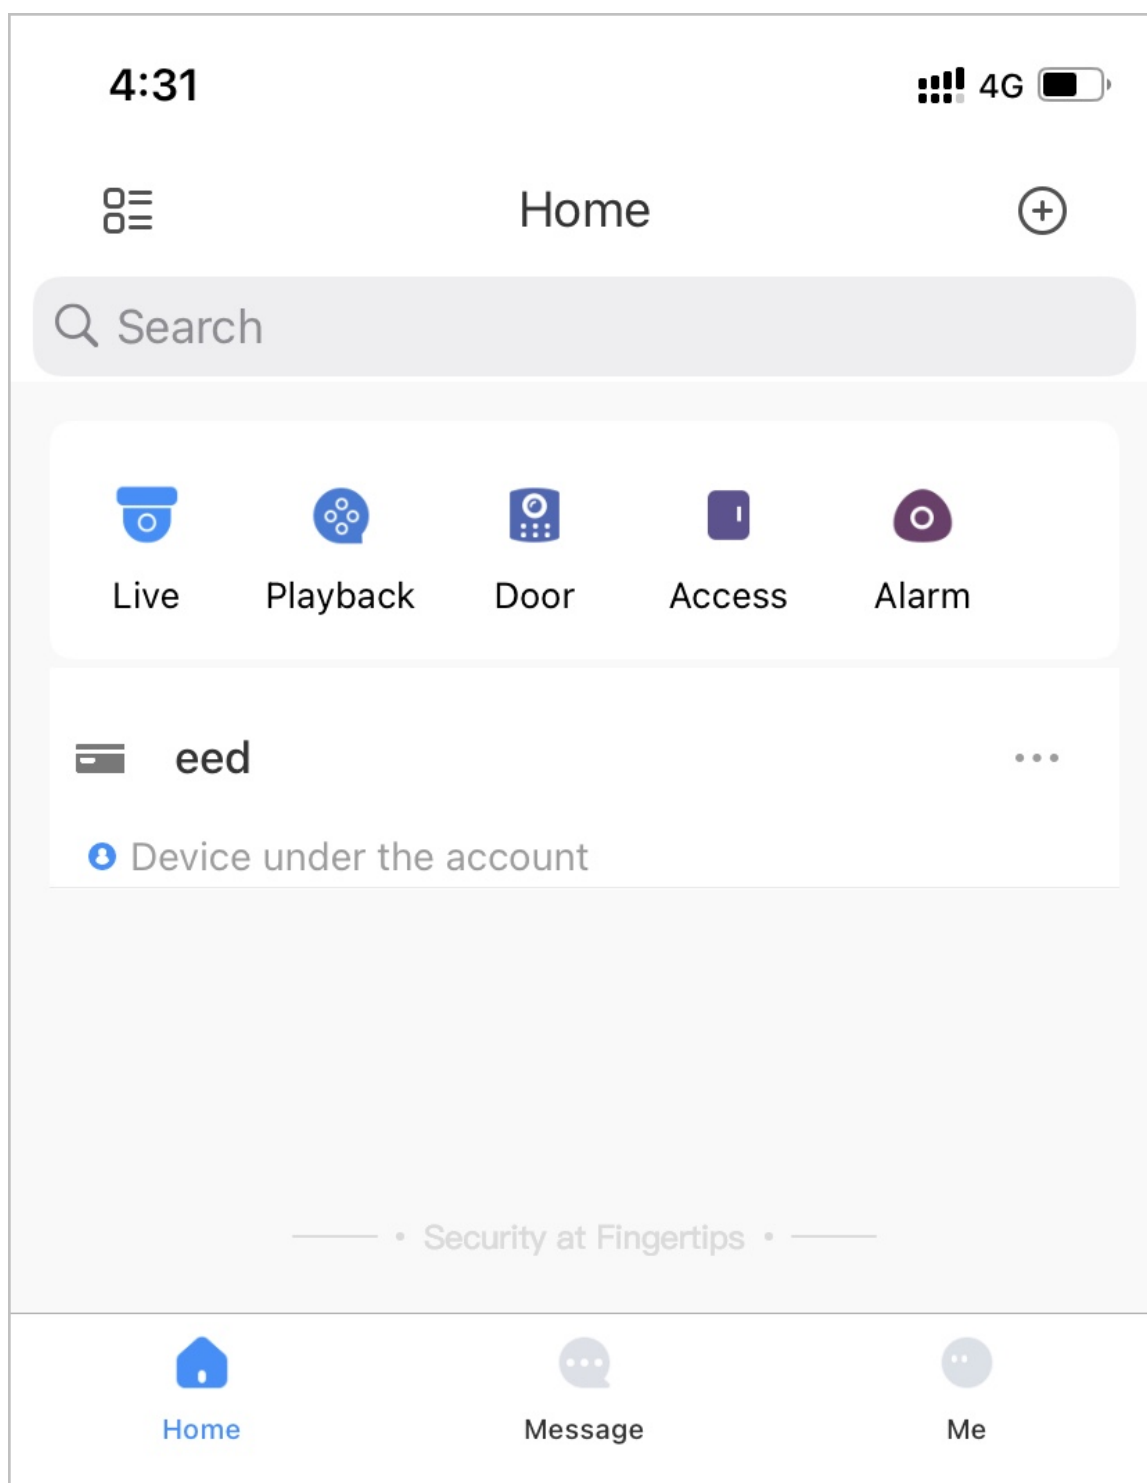 4:31 4G
Home
Search
Live Playback Door Access Alarm
eed
Device under the account
Security at Fingertips
Home Message Me